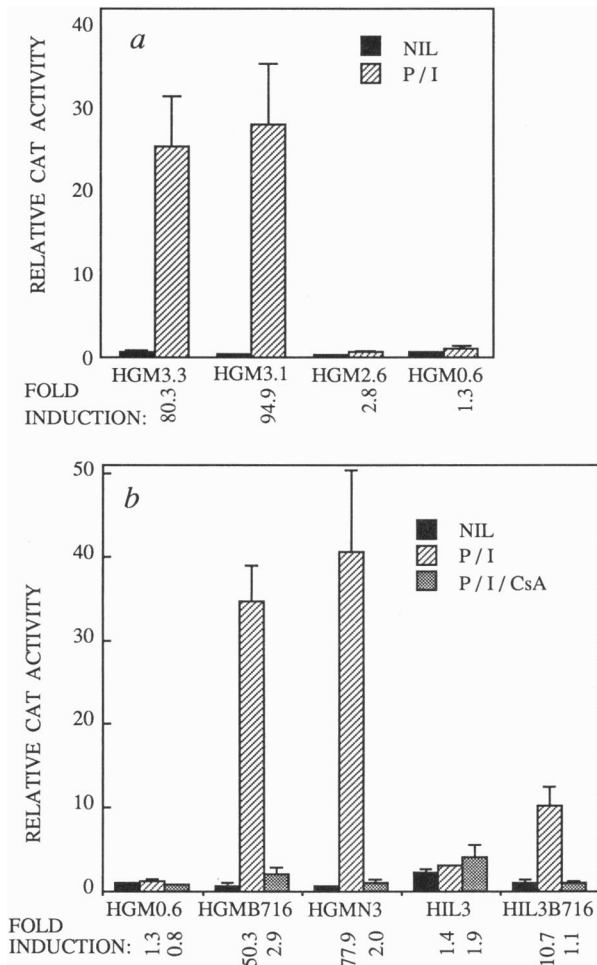 a
NIL
P / I
RELATIVE CAT ACTIVITY
40
30
20
10
0
HGM3.3 HGM3.1 HGM2.6 HGM0.6
FOLD INDUCTION: 80.3 94.9 2.8 1.3
b
NIL
P / I
P / I / CsA
RELATIVE CAT ACTIVITY
50
40
30
20
10
0
HGM0.6 HGMB716 HGMN3 HIL3 HIL3B716
FOLD INDUCTION: 1.3 0.8 50.3 2.9 77.9 2.0 1.4 1.9 10.7 1.1